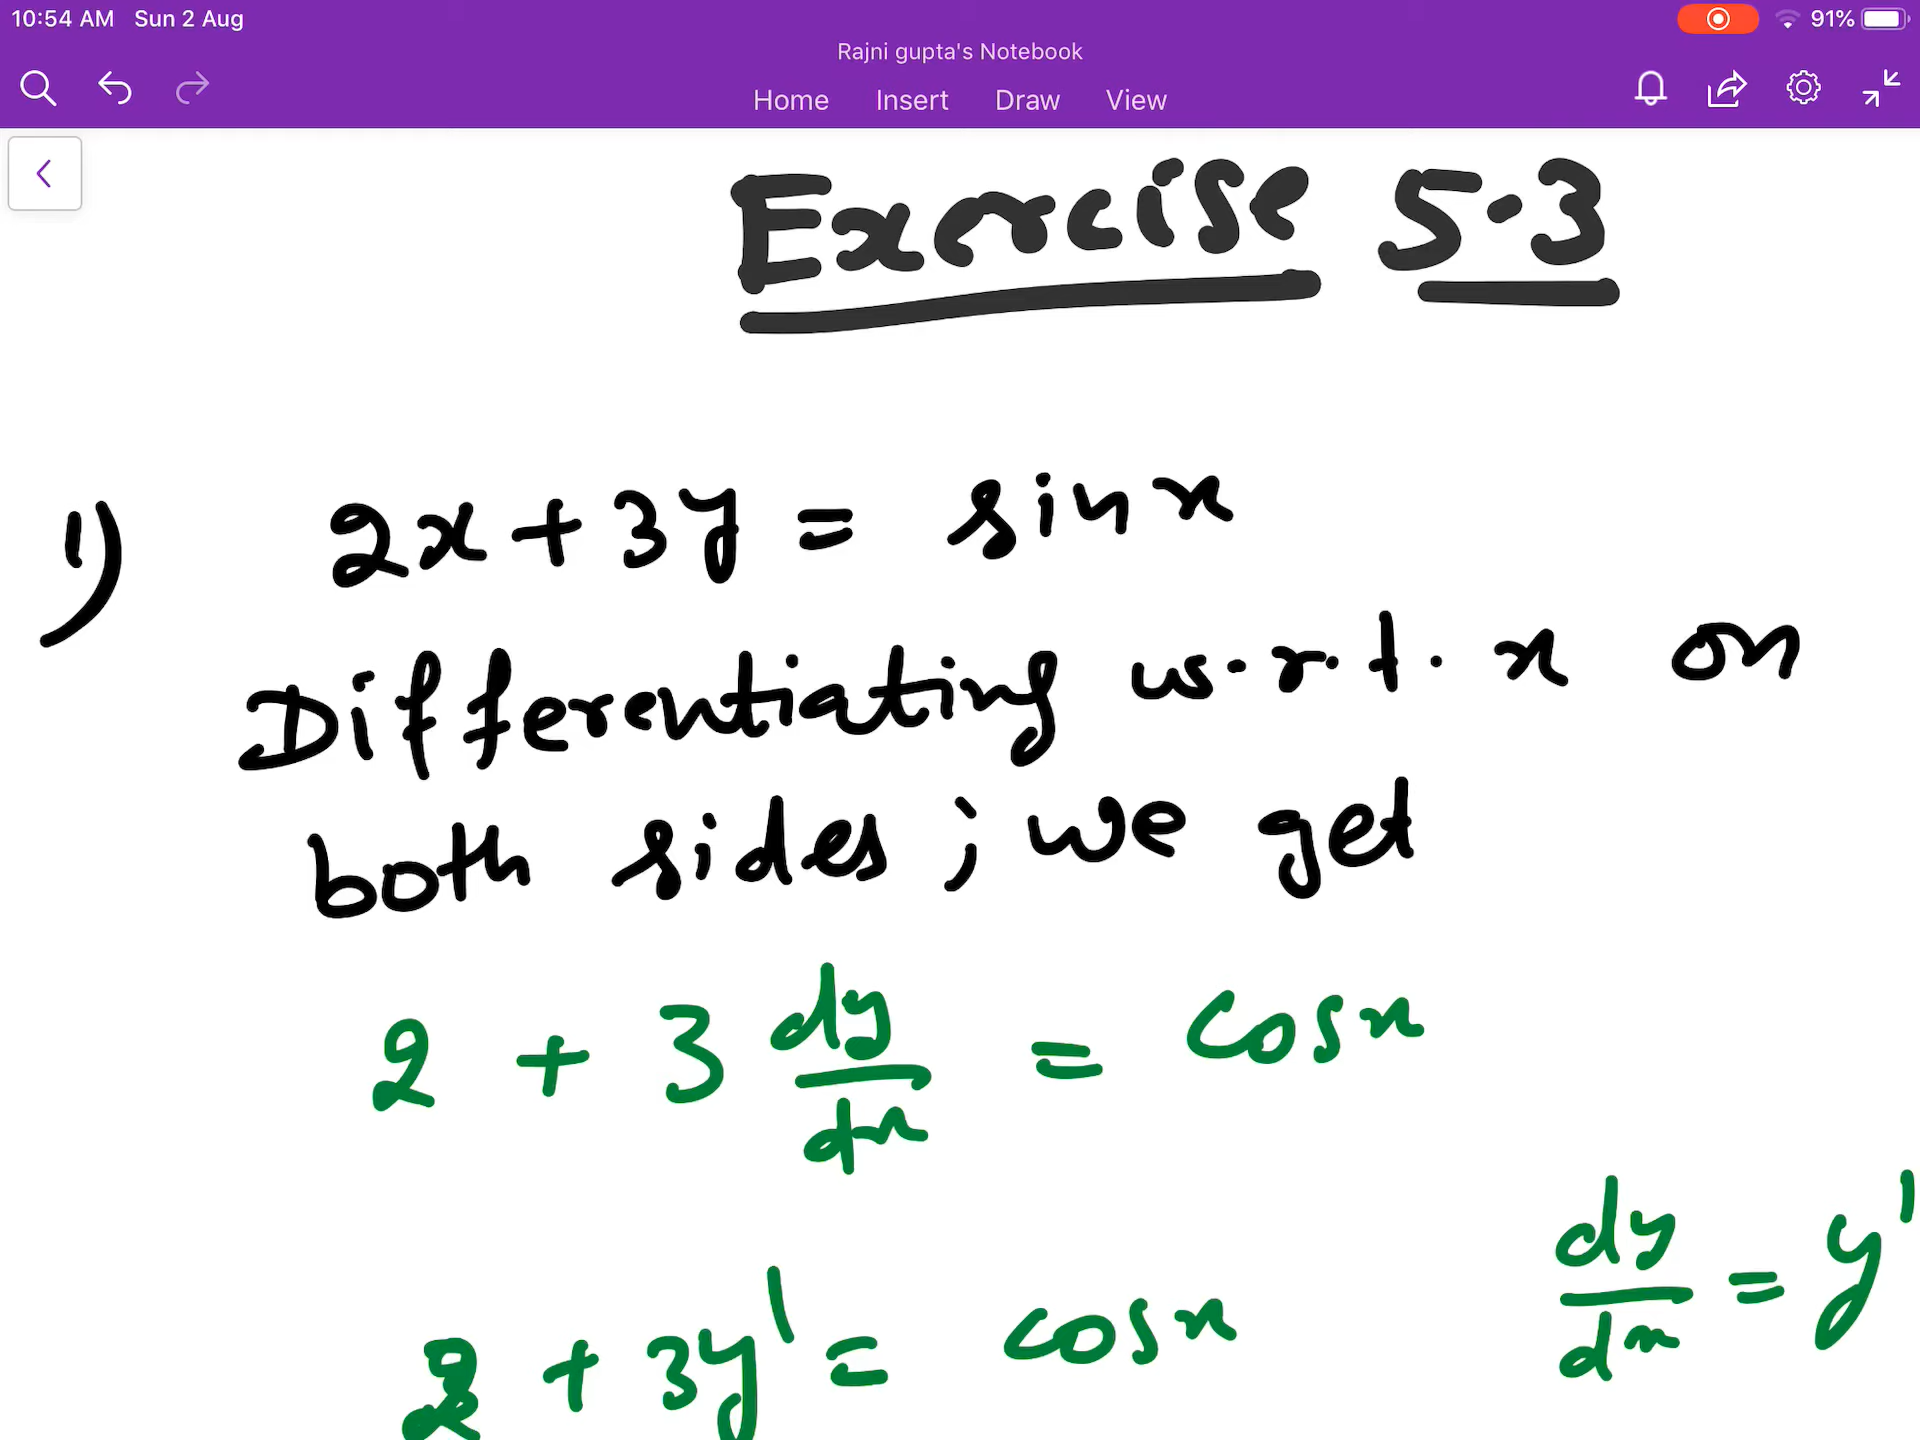 10:54 AM Sun 2 Aug 91%
Rajni gupta's Notebook
Home Insert Draw View
Exercise 5.3
1) 2x + 3y = sin x
Differentiating w.r.t. x on
both sides ; we get
2 + 3 dy/dx = cos x
dy/dx = y'
2 + 3y' = cos x